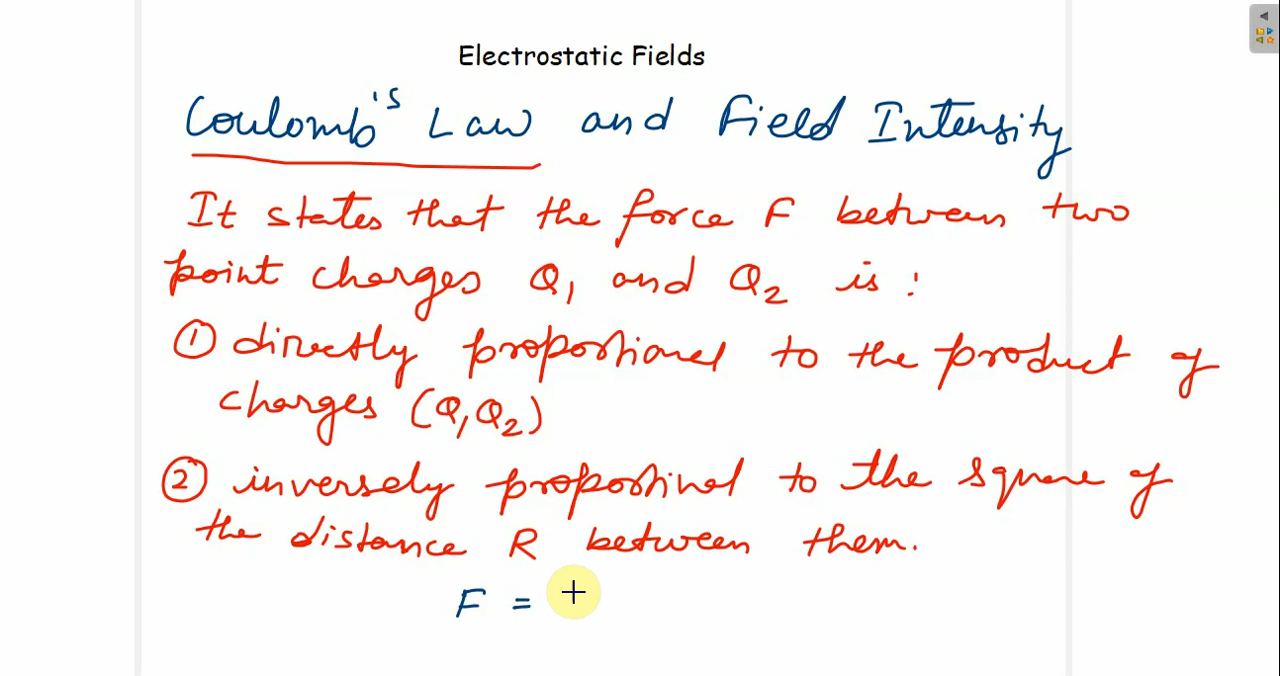 Electrostatic Fields
Coulomb's Law and Field Intensity
It states that the force F between two
point charges Q1 and Q2 is :
① directly proportional to the product of
charges (Q1Q2)
② inversely proportinal to the square of
the distance R between them.
F =